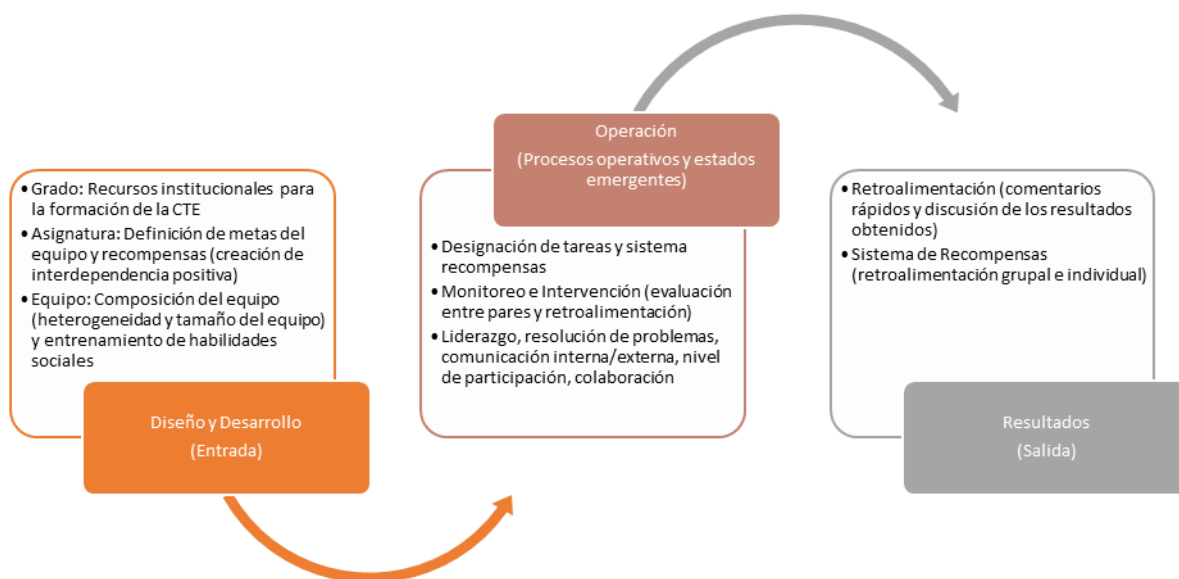 • Grado: Recursos institucionales para
la formación de la CTE
• Asignatura: Definición de metas del
equipo y recompensas (creación de
interdependencia positiva)
• Equipo: Composición del equipo
(heterogeneidad y tamaño del equipo)
y entrenamiento de habilidades
sociales
Diseño y Desarrollo
(Entrada)
Operación
(Procesos operativos y estados
emergentes)
• Designación de tareas y sistema
recompensas
• Monitoreo e Intervención (evaluación
entre pares y retroalimentación)
• Liderazgo, resolución de problemas,
comunicación interna/externa, nivel
de participación, colaboración
• Retroalimentación (comentarios
rápidos y discusión de los resultados
obtenidos)
• Sistema de Recompensas
(retroalimentación grupal e individual)
Resultados
(Salida)